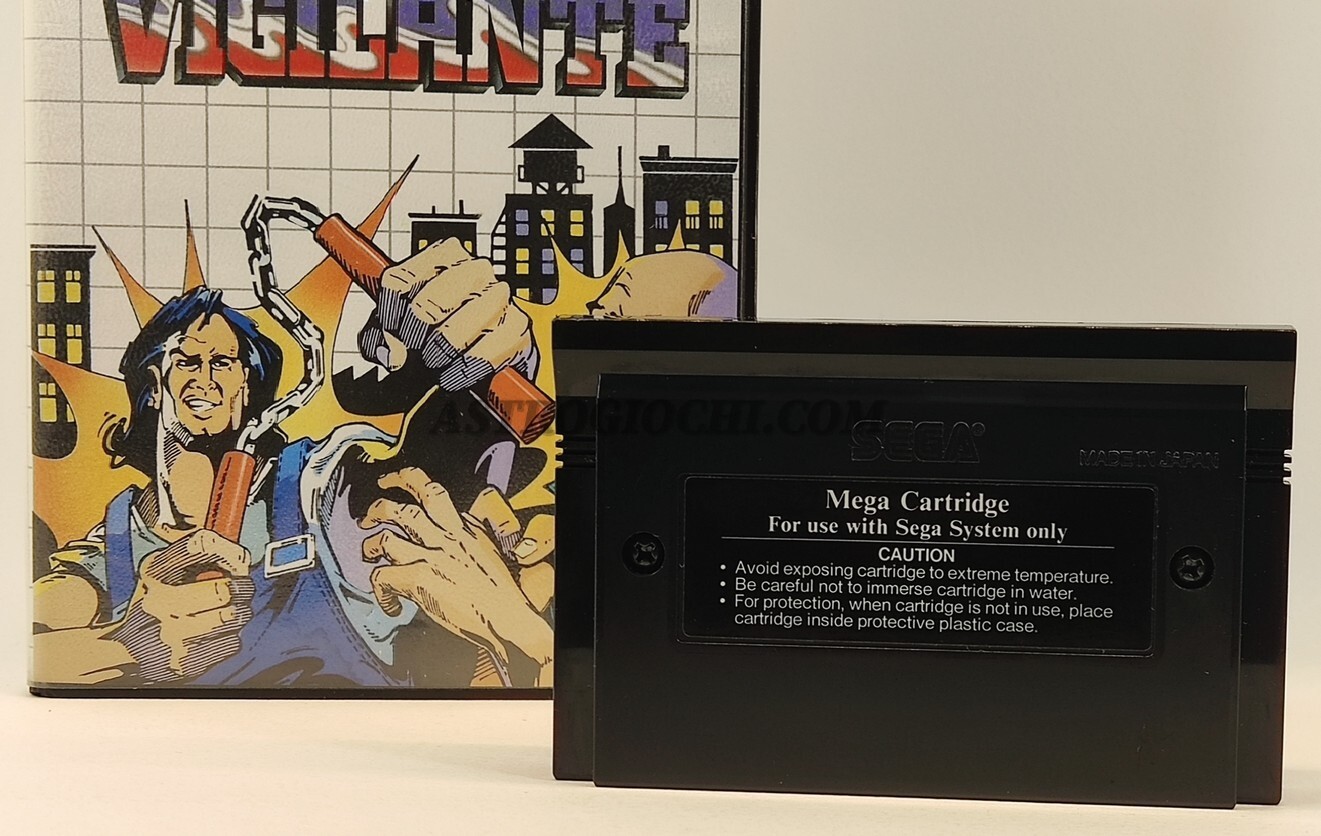 VIGILANTE
ASTROGIOCHI.COM
SEGA®
MADE IN JAPAN
Mega Cartridge
For use with Sega System only
CAUTION
• Avoid exposing cartridge to extreme temperature.
• Be careful not to immerse cartridge in water.
• For protection, when cartridge is not in use, place
cartridge inside protective plastic case.